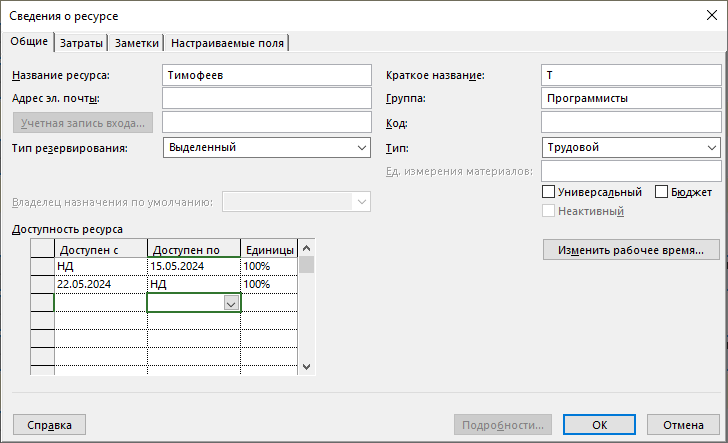 Сведения о ресурсе
Общие Затраты Заметки Настраиваемые поля
Название ресурса: Тимофеев Краткое название: Т
Адрес эл. почты: Группа: Программисты
Учетная запись входа... Код:
Тип резервирования: Выделенный Тип: Трудовой
Ед. измерения материалов:
Универсальный Бюджет
Владелец назначения по умолчанию: Неактивный
Доступность ресурса
Доступен с Доступен по Единицы
Изменить рабочее время...
НД 15.05.2024 100%
22.05.2024 НД 100%
Справка Подробности... ОК Отмена